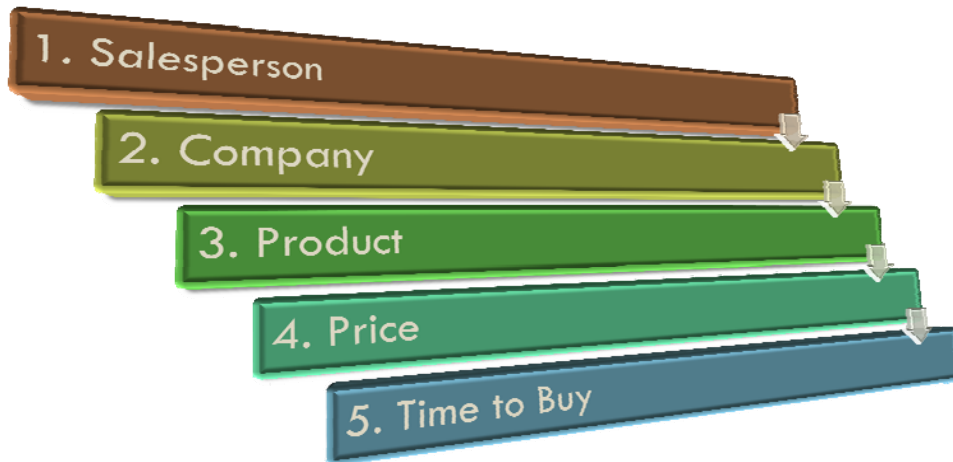 1. Salesperson
2. Company
3. Product
4. Price
5. Time to Buy